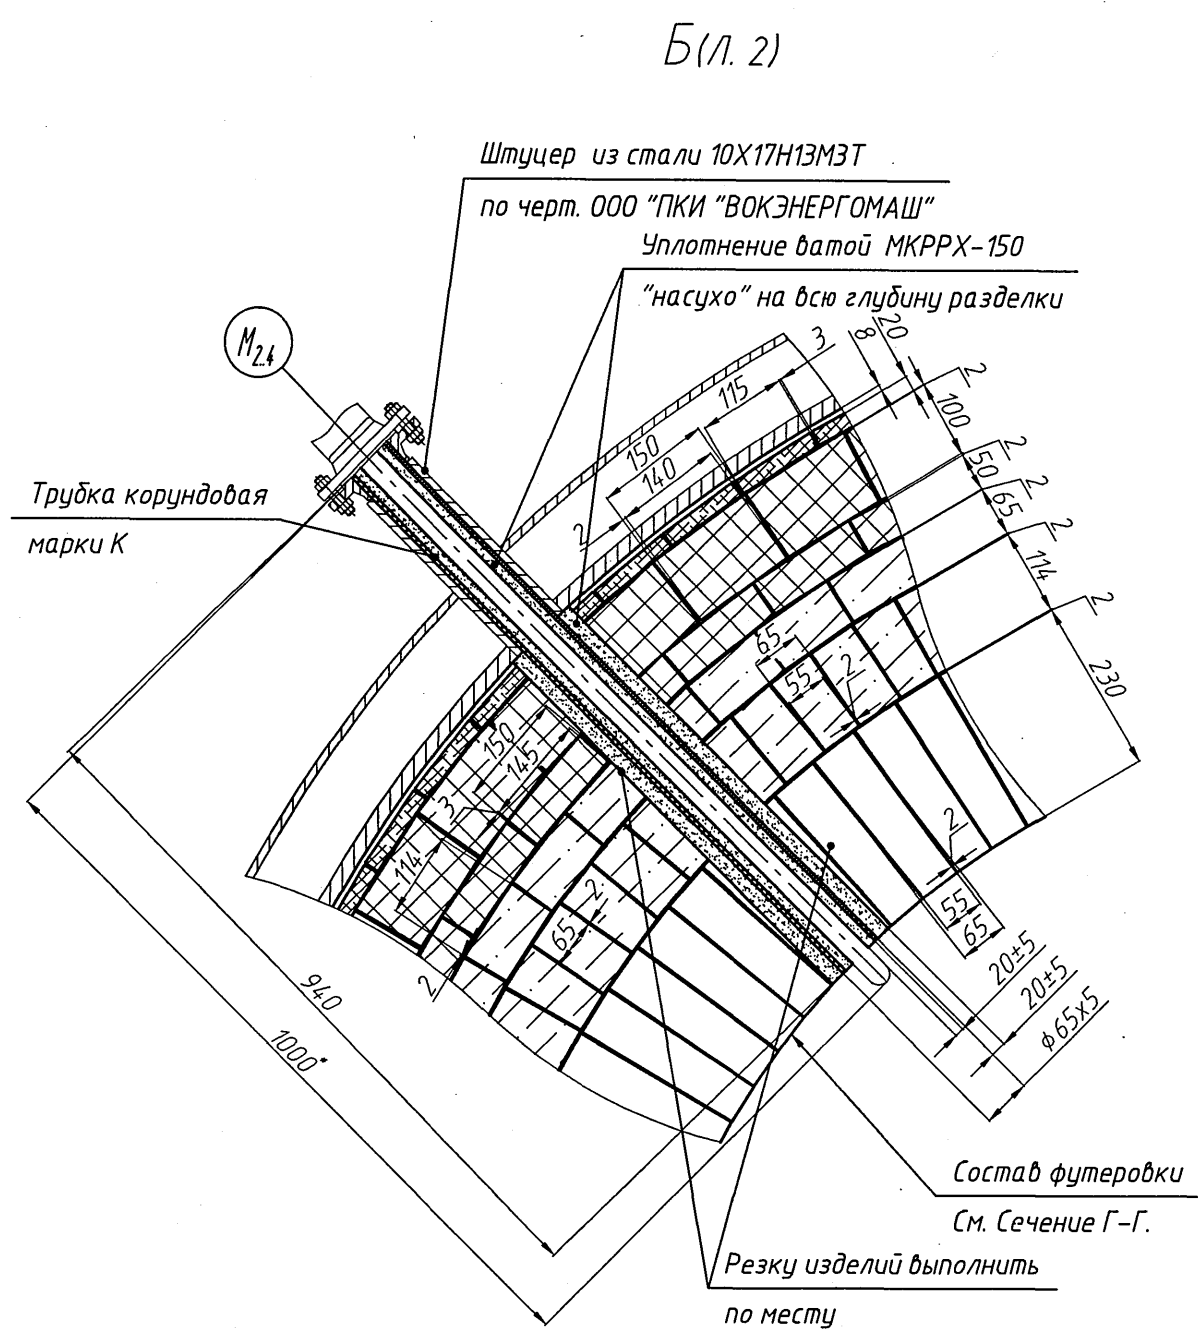 Б(Л. 2)
Штуцер из стали 10Х17Н13М3Т
по черт. ООО "ПКИ "ВОКЭНЕРГОМАШ"
Уплотнение ватой МКРРХ-150
"насухо" на всю глубину разделки
М2.4
Трубка корундовая
марки К
3
8
20
2
115
100
150
140
2
50
2
65
2
2
114
2
230
65
55
2
150
145
3
114
2
65
2
2
55
65
20±5
20±5
ф65х5
940
1000*
Состав футеровки
См. Сечение Г-Г.
Резку изделий выполнить
по месту